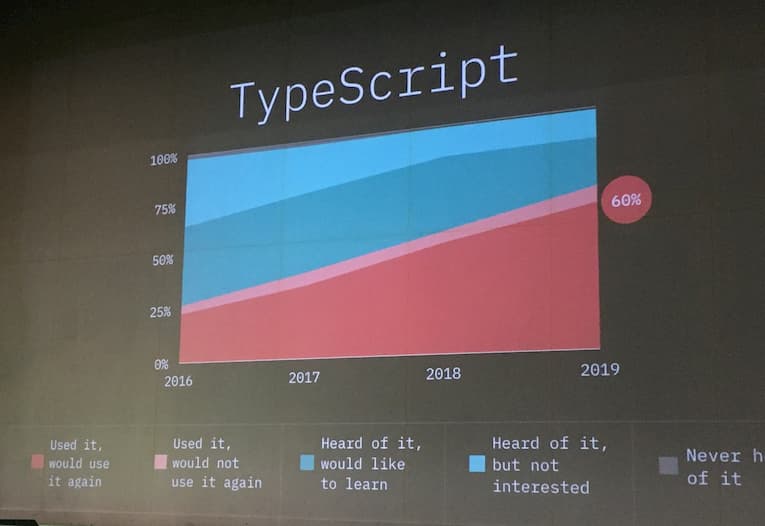 TypeScript
100%
75%
60%
50%
25%
0%
2016 2017 2018 2019
Used it,
would use
it again
Used it,
would not
use it again
Heard of it,
would like
to learn
Heard of it,
but not
interested
Never h
of it